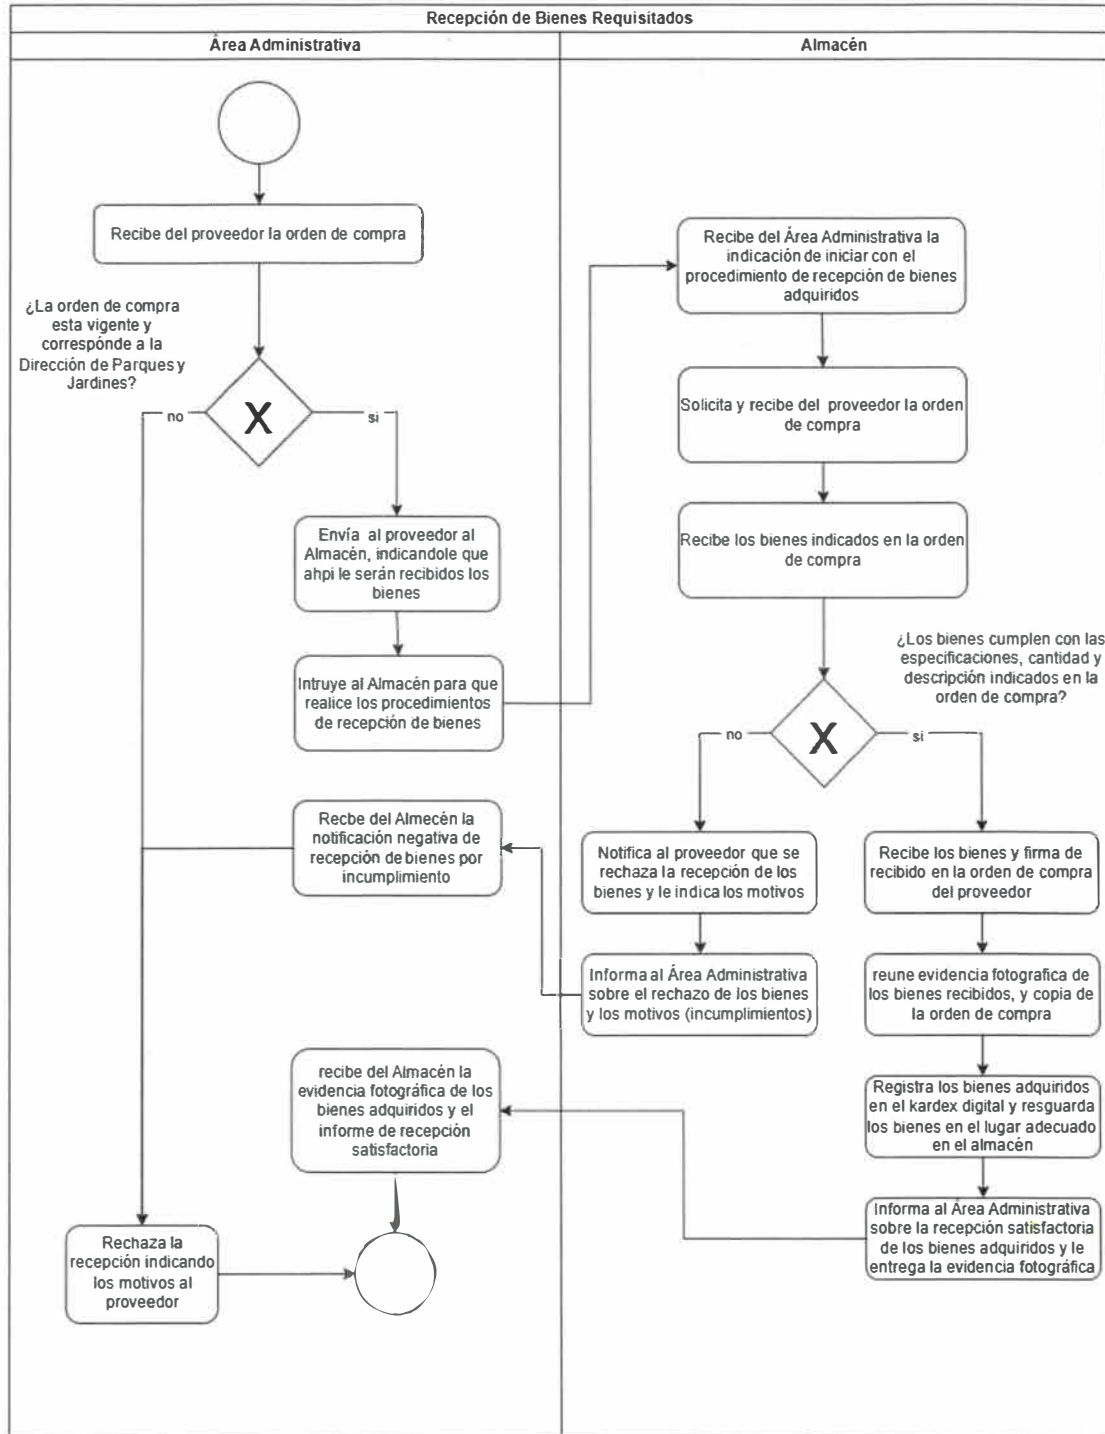 Recepción de Bienes Requisitados
Área Administrativa
Almacén
Recibe del proveedor la orden de compra
¿La orden de compra
esta vigente y
correspónde a la
Dirección de Parques y
Jardines?
no
X
si
Envía al proveedor al
Almacén, indicandole que
ahpi le serán recibidos los
bienes
Intruye al Almacén para que
realice los procedimientos
de recepción de bienes
Recibe del Área Administrativa la
indicación de iniciar con el
procedimiento de recepción de bienes
adquiridos
Solicita y recibe del proveedor la orden
de compra
Recibe los bienes indicados en la orden
de compra
¿Los bienes cumplen con las
especificaciones, cantidad y
descripción indicados en la
orden de compra?
no
X
si
Notifica al proveedor que se
rechaza la recepción de los
bienes y le indica los motivos
Informa al Área Administrativa
sobre el rechazo de los bienes
y los motivos (incumplimientos)
Recbe del Almecén la
notificación negativa de
recepción de bienes por
incumplimiento
Recibe los bienes y firma de
recibido en la orden de compra
del proveedor
reune evidencia fotografica de
los bienes recibidos, y copia de
la orden de compra
Registra los bienes adquiridos
en el kardex digital y resguarda
los bienes en el lugar adecuado
en el almacén
Informa al Área Administrativa
sobre la recepción satisfactoria
de los bienes adquiridos y le
entrega la evidencia fotográfica
recibe del Almacén la
evidencia fotográfica de los
bienes adquiridos y el
informe de recepción
satisfactoria
Rechaza la
recepción indicando
los motivos al
proveedor